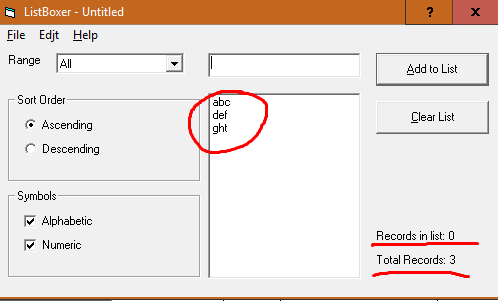 ListBoxer - Untitled
File Edit Help
Range All Add to List
abc
def
ght
Sort Order
Ascending
Descending
Clear List
Symbols
Alphabetic
Numeric
Records in list: 0
Total Records: 3